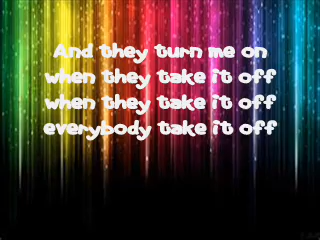 And they turn me on
when they take it off
when they take it off
everybody take it off